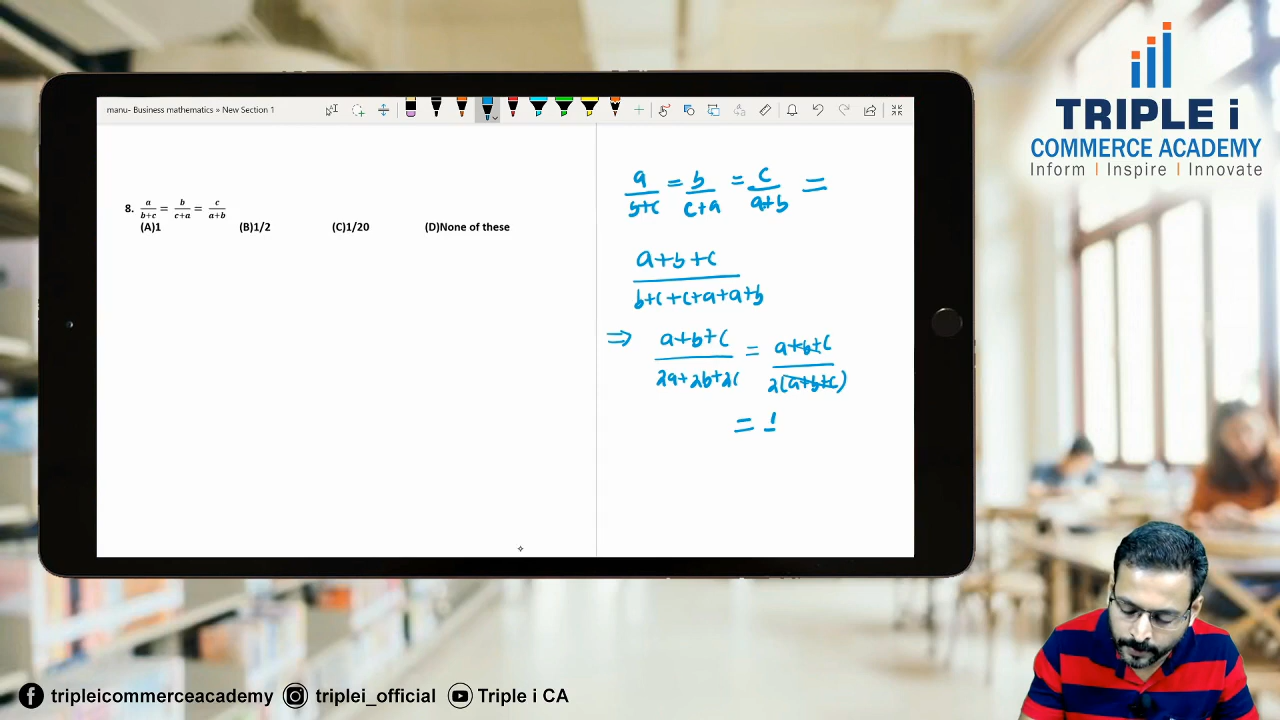 TRIPLE i
COMMERCE ACADEMY
Inform | Inspire | Innovate
manu- Business mathematics » New Section 1
8. a/(b+c) = b/(c+a) = c/(a+b)
(A)1 (B)1/2 (C)1/20 (D)None of these
a/(b+c) = b/(c+a) = c/(a+b) =
(a+b+c)/(b+c+c+a+a+b)
⇒ (a+b+c)/(2a+2b+2c) = (a+b+c)/(2(a+b+c))
= 1
tripleicommerceacademy triplei_official Triple i CA